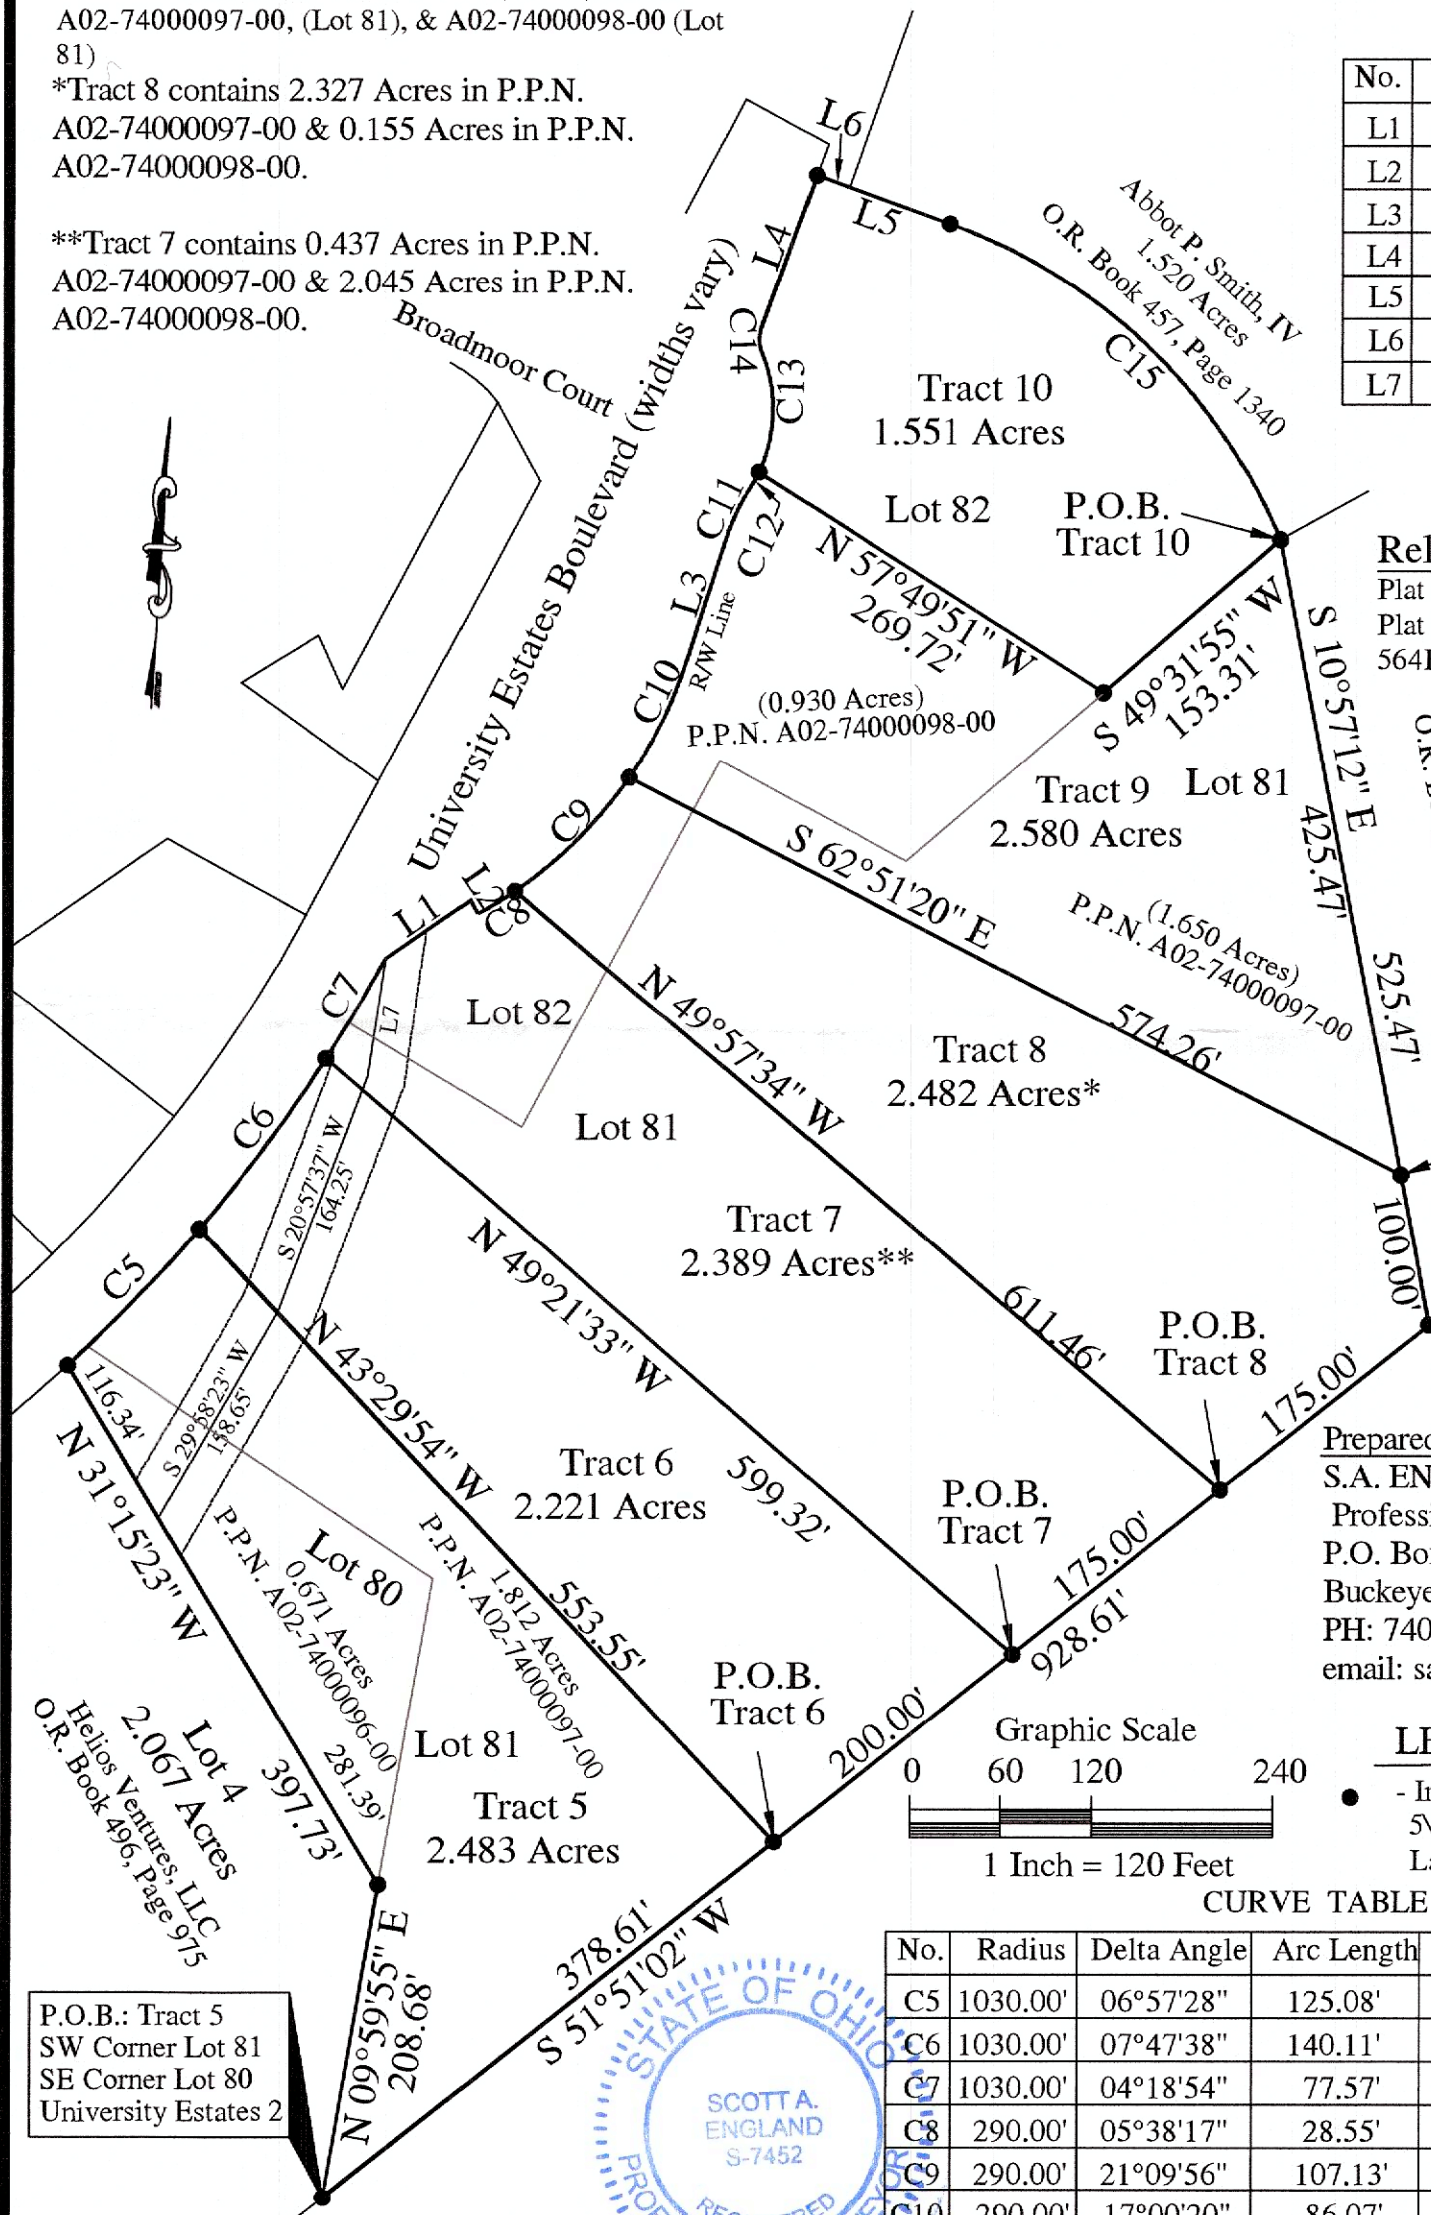 A02-74000097-00, (Lot 81), & A02-74000098-00 (Lot
81)
*Tract 8 contains 2.327 Acres in P.P.N.
A02-74000097-00 & 0.155 Acres in P.P.N.
A02-74000098-00.
**Tract 7 contains 0.437 Acres in P.P.N.
A02-74000097-00 & 2.045 Acres in P.P.N.
A02-74000098-00.
No.
L1
L2
L3
L4
L5
L6
L7
L6
L5
L4
Abbot P. Smith, IV
1.520 Acres
O.R. Book 457, Page 1340
C15
C14
C13
Broadmoor Court
University Estates Boulevard (widths vary)
Tract 10
1.551 Acres
Lot 82
P.O.B.
Tract 10
C11
C12
L3
R/W Line
C10
N 57°49'51" W
269.72'
S 49°31'55" W
153.31'
S 10°57'12" E
425.47'
525.47'
Plat
Plat
(0.930 Acres)
P.P.N. A02-74000098-00
Tract 9
2.580 Acres
Lot 81
C9
L2
C8
L1
S 62°51'20" E
574.26'
(1.650 Acres)
P.P.N. A02-74000097-00
C7
L7
Lot 82
N 49°57'34" W
611.46'
Tract 8
2.482 Acres*
Lot 81
C6
S 20°57'37" W
164.25'
Tract 7
2.389 Acres**
100.00'
C5
N 49°21'33" W
599.32'
P.O.B.
Tract 8
175.00'
116.34'
S 29°58'23" W
158.65'
N 43°29'54" W
553.55'
N 31°15'23" W
397.73'
Tract 6
2.221 Acres
P.O.B.
Tract 7
175.00'
928.61'
Prepared
S.A. EN
P.O. Bo
Buckeye
PH: 740
email: sa
Lot 80
0.671 Acres
P.P.N. A02-74000096-00
1.812 Acres
P.P.N. A02-74000097-00
281.39'
P.O.B.
Tract 6
200.00'
Lot 4
2.067 Acres
Helios Ventures, LLC
O.R. Book 496, Page 975
Lot 81
Tract 5
2.483 Acres
Graphic Scale
0 60 120 240
1 Inch = 120 Feet
378.61'
S 51°51'02" W
N 09°59'55" E
208.68'
P.O.B.: Tract 5
SW Corner Lot 81
SE Corner Lot 80
University Estates 2
STATE OF OHIO
SCOTT A.
ENGLAND
S-7452
CURVE TABLE
No. Radius Delta Angle Arc Length
C5 1030.00' 06°57'28" 125.08'
C6 1030.00' 07°47'38" 140.11'
C7 1030.00' 04°18'54" 77.57'
C8 290.00' 05°38'17" 28.55'
C9 290.00' 21°09'56" 107.13'
C10 290.00' 17°00'20" 86.07'